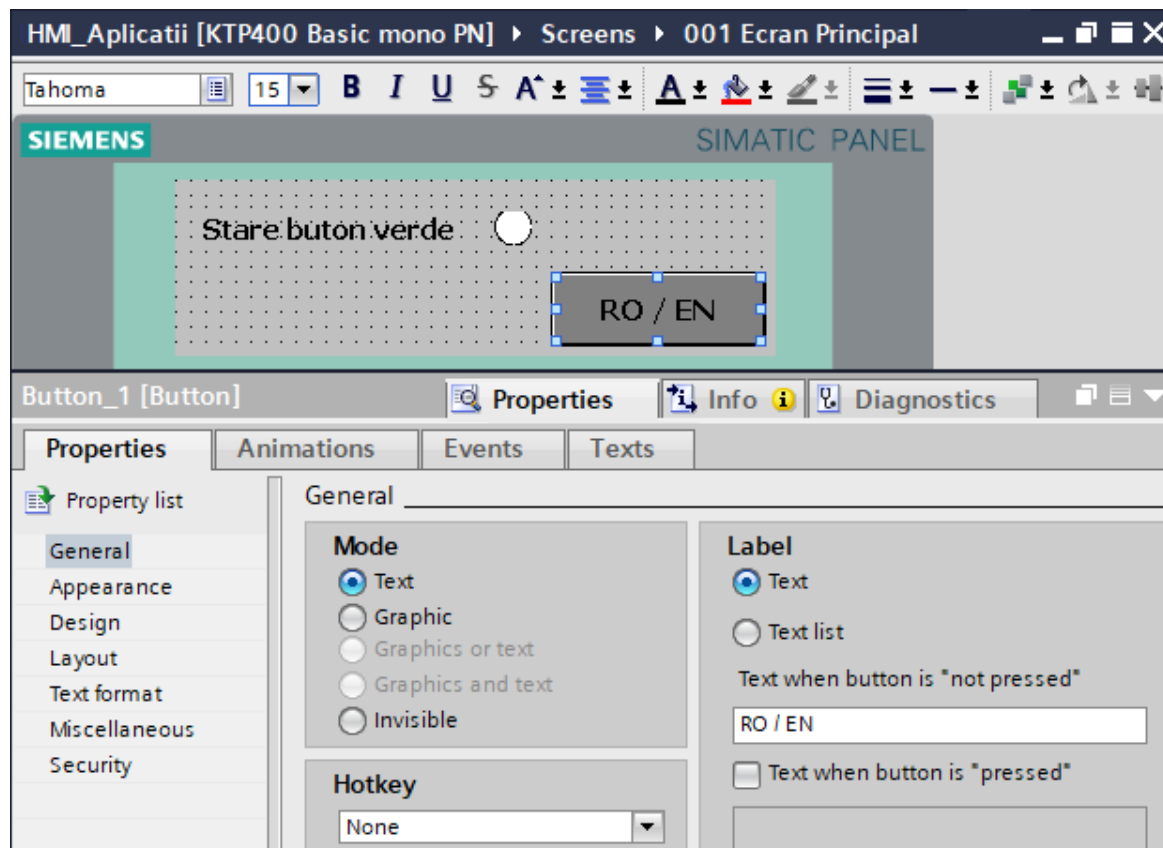 HMI_Aplicatii [KTP400 Basic mono PN] ▸ Screens ▸ 001 Ecran Principal
Tahoma 15 B I U S A A
SIEMENS SIMATIC PANEL
Stare buton verde
RO / EN
Button_1 [Button] Properties Info Diagnostics
Properties Animations Events Texts
Property list
General
Appearance
Design
Layout
Text format
Miscellaneous
Security
General
Mode
Text
Graphic
Graphics or text
Graphics and text
Invisible
Hotkey
None
Label
Text
Text list
Text when button is "not pressed"
RO / EN
Text when button is "pressed"